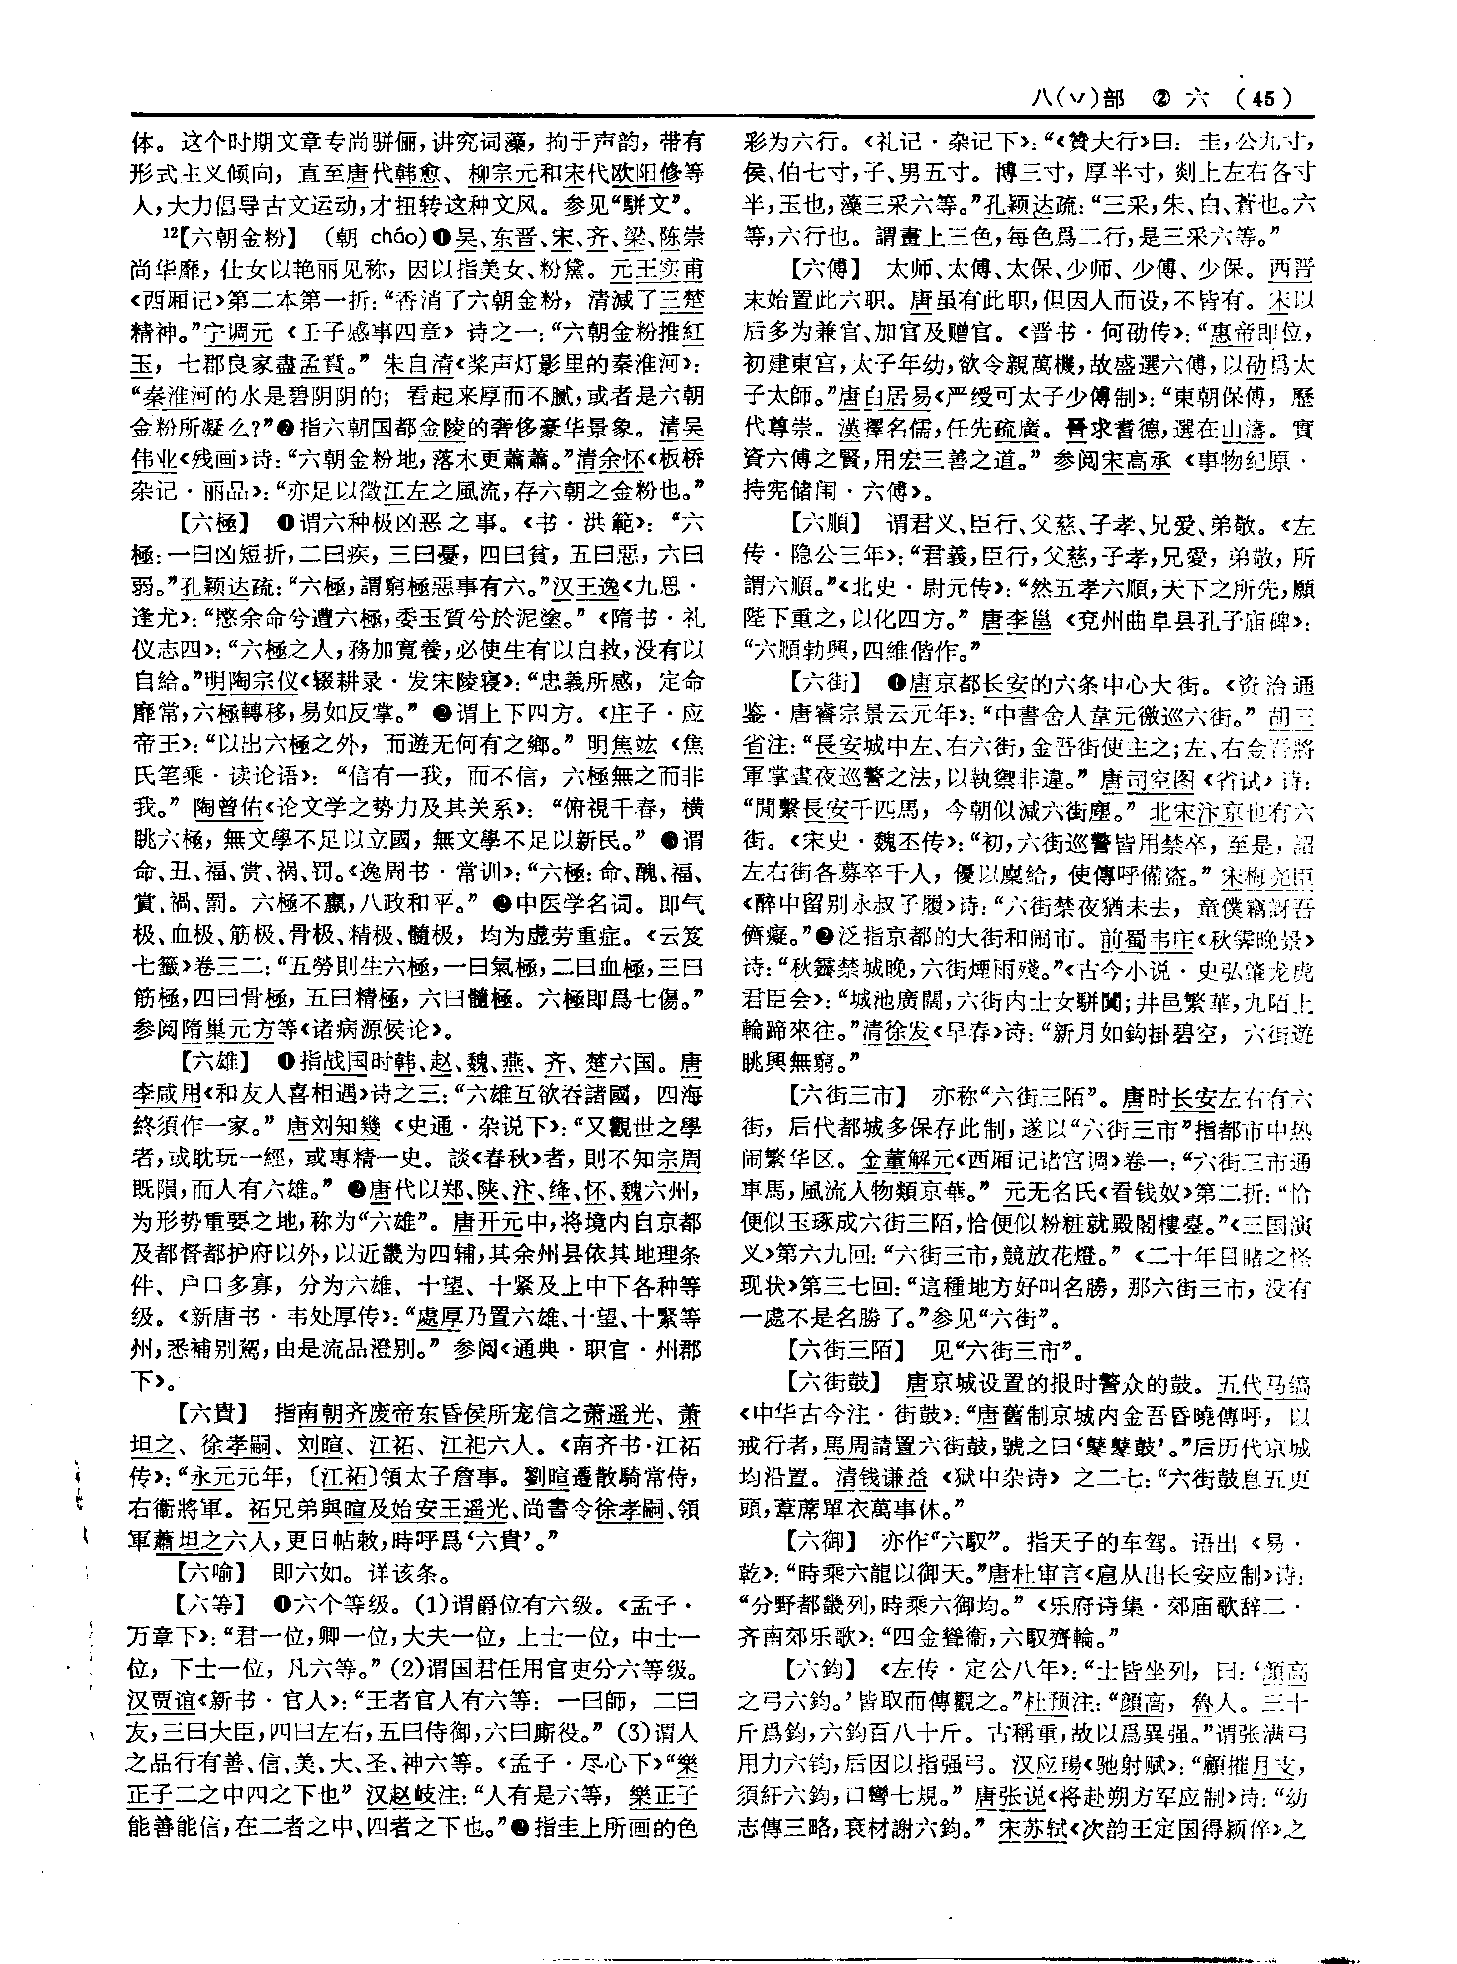 八(丷)部　② 六　(45)
体。这个时期文章专尚骈俪，讲究词藻，拘于声韵，带有
形式主义倾向，直至唐代韩愈、柳宗元和宋代欧阳修等
人，大力倡导古文运动，才扭转这种文风。参见“駢文”。
12【六朝金粉】　(朝 cháo)❶吴、东晋、宋、齐、梁、陈崇
尚华靡，仕女以艳丽见称，因以指美女、粉黛。元王实甫
《西厢记》第二本第一折：“香消了六朝金粉，清減了三楚
精神。”宁调元《壬子感事四章》诗之一：“六朝金粉推紅
玉，七郡良家盡孟賁。”朱自清《桨声灯影里的秦淮河》：
“秦淮河的水是碧阴阴的；看起来厚而不腻，或者是六朝
金粉所凝么？”❷指六朝国都金陵的奢侈豪华景象。清吴
伟业《残画》诗：“六朝金粉地，落木更蕭蕭。”清余怀《板桥
杂记·丽品》：“亦足以徵江左之風流，存六朝之金粉也。”
【六極】　❶谓六种极凶恶之事。《书·洪範》：“六
極：一曰凶短折，二曰疾，三曰憂，四曰貧，五曰惡，六曰
弱。”孔颖达疏：“六極，謂窮極惡事有六。”汉王逸《九思·
逢尤》：“愍余命兮遭六極，委玉質兮於泥塗。”《隋书·礼
仪志四》：“六極之人，務加寬養，必使生有以自救，没有以
自給。”明陶宗仪《辍耕录·发宋陵寝》：“忠義所感，定命
靡常，六極轉移，易如反掌。”❷谓上下四方。《庄子·应
帝王》：“以出六極之外，而遊无何有之鄉。”明焦竑《焦
氏笔乘·读论语》：“信有一我，而不信，六極無之而非
我。”陶曾佑《论文学之势力及其关系》：“俯視千春，横
眺六極，無文學不足以立國，無文學不足以新民。”❸谓
命、丑、福、赏、祸、罚。《逸周书·常训》：“六極：命、醜、福、
賞、禍、罰。六極不嬴，八政和平。”❹中医学名词。即气
极、血极、筋极、骨极、精极、髓极，均为虚劳重症。《云笈
七籤》卷三二：“五勞則生六極，一曰氣極，二曰血極，三曰
筋極，四曰骨極，五曰精極，六曰髓極。六極即爲七傷。”
参阅隋巢元方等《诸病源侯论》。
【六雄】　❶指战国时韩、赵、魏、燕、齐、楚六国。唐
李咸用《和友人喜相遇》诗之三：“六雄互欲吞諸國，四海
終須作一家。”唐刘知幾《史通·杂说下》：“又觀世之學
者，或耽玩一經，或專精一史。談《春秋》者，則不知宗周
既隕，而人有六雄。”❷唐代以郑、陕、汴、绛、怀、魏六州，
为形势重要之地，称为“六雄”。唐开元中，将境内自京都
及都督都护府以外，以近畿为四辅，其余州县依其地理条
件、户口多寡，分为六雄、十望、十紧及上中下各种等
级。《新唐书·韦处厚传》：“處厚乃置六雄、十望、十緊等
州，悉補别駕，由是流品澄别。”参阅《通典·职官·州郡
下》。
【六貴】　指南朝齐废帝东昏侯所宠信之萧遥光、萧
坦之、徐孝嗣、刘暄、江祏、江祀六人。《南齐书·江祏
传》：“永元元年，〔江祏〕領太子詹事。劉暄遷散騎常侍，
右衞將軍。祏兄弟與暄及始安王遥光、尚書令徐孝嗣、領
軍蕭坦之六人，更日帖敕，時呼爲‘六貴’。”
【六喻】　即六如。详该条。
【六等】　❶六个等级。(1)谓爵位有六级。《孟子·
万章下》：“君一位，卿一位，大夫一位，上士一位，中士一
位，下士一位，凡六等。”(2)谓国君任用官吏分六等级。
汉贾谊《新书·官人》：“王者官人有六等：一曰師，二曰
友，三曰大臣，四曰左右，五曰侍御，六曰廝役。”(3)谓人
之品行有善、信、美、大、圣、神六等。《孟子·尽心下》“樂
正子二之中四之下也”汉赵岐注：“人有是六等，樂正子
能善能信，在二者之中、四者之下也。”❷指圭上所画的色
彩为六行。《礼记·杂记下》：“《贊大行》曰：圭，公九寸，
侯、伯七寸，子、男五寸。博三寸，厚半寸，剡上左右各寸
半，玉也，藻三采六等。”孔颖达疏：“三采，朱、白、蒼也。六
等，六行也。謂畫上三色，每色爲二行，是三采六等。”
【六傅】　太师、太傅、太保、少师、少傅、少保。西晋
末始置此六职。唐虽有此职，但因人而设，不皆有。宋以
后多为兼官、加官及赠官。《晋书·何劭传》：“惠帝即位，
初建東宫，太子年幼，欲令親萬機，故盛選六傅，以劭爲太
子太師。”唐白居易《严绶可太子少傅制》：“東朝保傅，歷
代尊崇。漢擇名儒，任先疏廣。晉求耆德，選在山濤。實
資六傅之賢，用宏三善之道。”参阅宋高承《事物纪原·
持宪储闱·六傅》。
【六順】　谓君义、臣行、父慈、子孝、兄爱、弟敬。《左
传·隐公三年》：“君義，臣行，父慈，子孝，兄愛，弟敬，所
謂六順。”《北史·尉元传》：“然五孝六順，天下之所先，願
陛下重之，以化四方。”唐李邕《兖州曲阜县孔子庙碑》：
“六順勃興，四維偕作。”
【六街】　❶唐京都长安的六条中心大街。《资治通
鉴·唐睿宗景云元年》：“中書舍人韋元徼巡六街。”胡三
省注：“長安城中左、右六街，金吾街使主之；左、右金吾將
軍掌晝夜巡警之法，以執禦非違。”唐司空图《省试》诗：
“閒繫長安千匹馬，今朝似減六街塵。”北宋汴京也有六
街。《宋史·魏丕传》：“初，六街巡警皆用禁卒，至是，詔
左右街各募卒千人，優以廪給，使傳呼備盗。”宋梅尧臣
《醉中留别永叔子履》诗：“六街禁夜猶未去，童僕竊訝吾
儕癡。”❷泛指京都的大街和闹市。前蜀韦庄《秋霁晚景》
诗：“秋霽禁城晚，六街煙雨殘。”《古今小说·史弘肇龙虎
君臣会》：“城池廣闊，六街内士女駢闐；井邑繁華，九陌上
輪蹄來往。”清徐发《早春》诗：“新月如鈎掛碧空，六街遊
眺興無窮。”
【六街三市】　亦称“六街三陌”。唐时长安左右有六
街，后代都城多保存此制，遂以“六街三市”指都市中热
闹繁华区。金董解元《西厢记诸宫调》卷一：“六街三市通
車馬，風流人物類京華。”元无名氏《看钱奴》第二折：“恰
便似玉琢成六街三陌，恰便似粉粧就殿閣樓臺。”《三国演
义》第六九回：“六街三市，競放花燈。”《二十年目睹之怪
现状》第三七回：“這種地方好叫名勝，那六街三市，没有
一處不是名勝了。”参见“六街”。
【六街三陌】　见“六街三市”。
【六街鼓】　唐京城设置的报时警众的鼓。五代马缟
《中华古今注·街鼓》：“唐舊制京城内金吾昏曉傳呼，以
戒行者，馬周請置六街鼓，號之曰‘鼕鼕鼓’。”后历代京城
均沿置。清钱谦益《狱中杂诗》之二七：“六街鼓息五更
頭，葦蓆單衣萬事休。”
【六御】　亦作“六馭”。指天子的车驾。语出《易·
乾》：“時乘六龍以御天。”唐杜审言《扈从出长安应制》诗：
“分野都畿列，時乘六御均。”《乐府诗集·郊庙歌辞二·
齐南郊乐歌》：“四金聳衞，六馭齊輪。”
【六鈞】　《左传·定公八年》：“士皆坐列，曰：‘顔高
之弓六鈞。’皆取而傳觀之。”杜预注：“顔高，魯人。三十
斤爲鈞，六鈞百八十斤。古稱重，故以爲異强。”谓张满弓
用力六钧，后因以指强弓。汉应瑒《驰射赋》：“顧摧月支，
須紆六鈞，口彎七規。”唐张说《将赴朔方军应制》诗：“幼
志傳三略，衰材謝六鈞。”宋苏轼《次韵王定国得颍倅》之